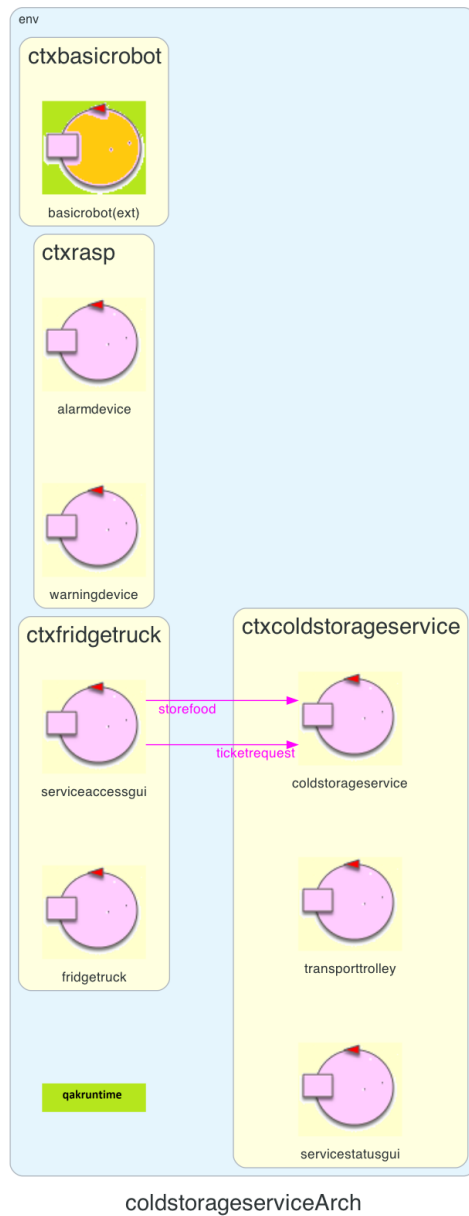 env
ctxbasicrobot
basicrobot(ext)
ctxrasp
alarmdevice
warningdevice
ctxfridgetruck
serviceaccessgui
fridgetruck
storefood
ticketrequest
ctxcoldstorageservice
coldstorageservice
transporttrolley
servicestatusgui
qakruntime
coldstorageserviceArch